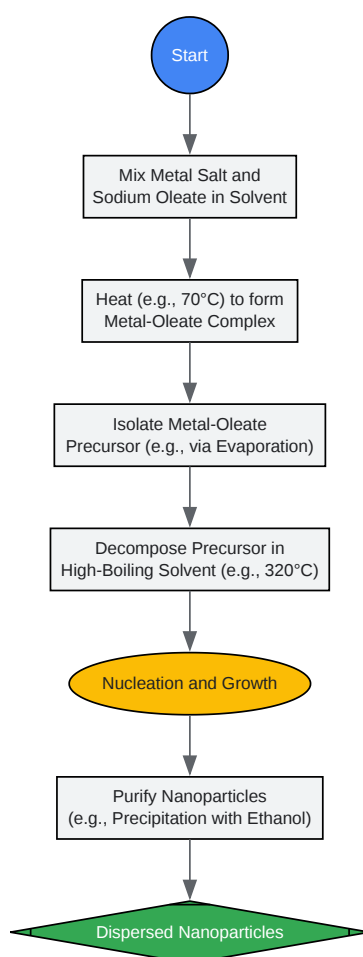 Start
Mix Metal Salt and
Sodium Oleate in Solvent
Heat (e.g., 70°C) to form
Metal-Oleate Complex
Isolate Metal-Oleate
Precursor (e.g., via Evaporation)
Decompose Precursor in
High-Boiling Solvent (e.g., 320°C)
Nucleation and Growth
Purify Nanoparticles
(e.g., Precipitation with Ethanol)
Dispersed Nanoparticles